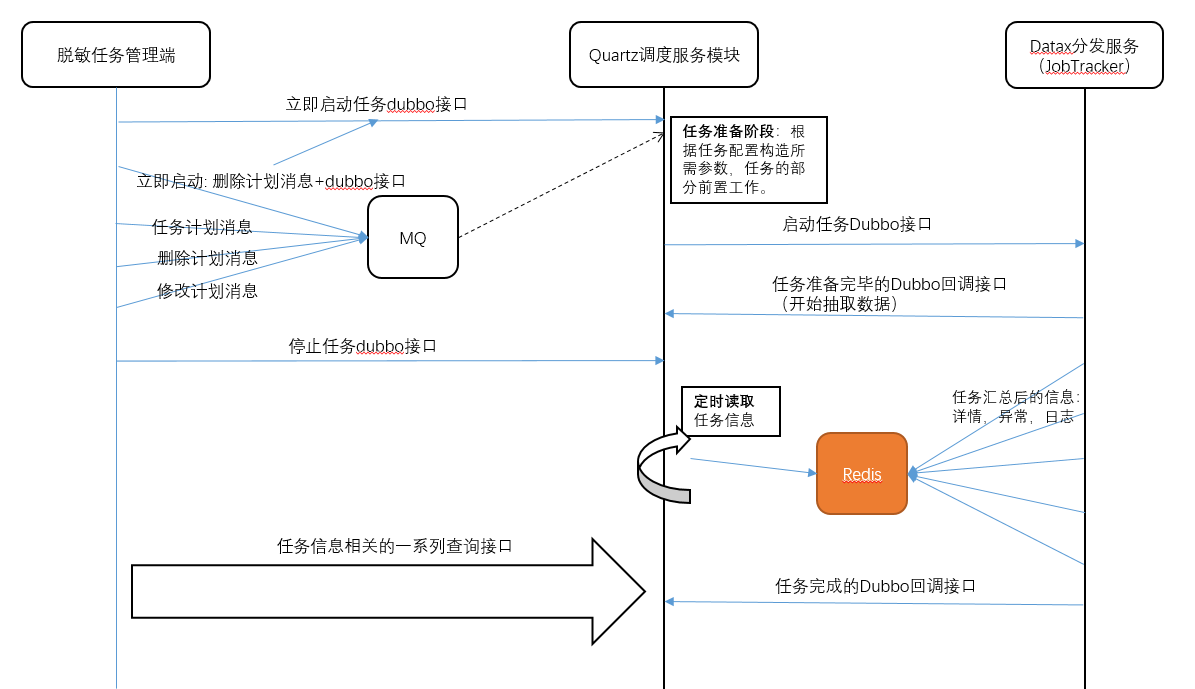 脱敏任务管理端
Quartz调度服务模块
Datax分发服务
（JobTracker）
立即启动任务dubbo接口
任务准备阶段：根
据任务配置构造所
需参数，任务的部
分前置工作。
立即启动: 删除计划消息+dubbo接口
任务计划消息
MQ
删除计划消息
修改计划消息
启动任务Dubbo接口
任务准备完毕的Dubbo回调接口
（开始抽取数据）
停止任务dubbo接口
定时读取
任务信息
任务汇总后的信息:
详情，异常，日志
Redis
任务信息相关的一系列查询接口
任务完成的Dubbo回调接口